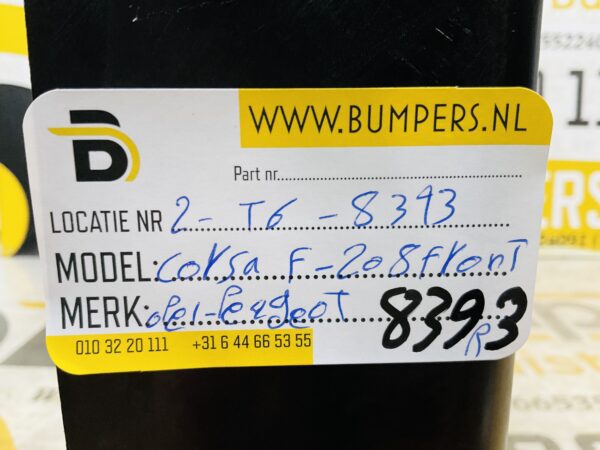 WWW.BUMPERS.NL
B
Part nr.
LOCATIE NR 2 - T6 - 8393
MODEL: corsa F - 208 front
MERK: opel - Peugeot 8393
R
010 32 20 111 +31 6 44 66 53 55